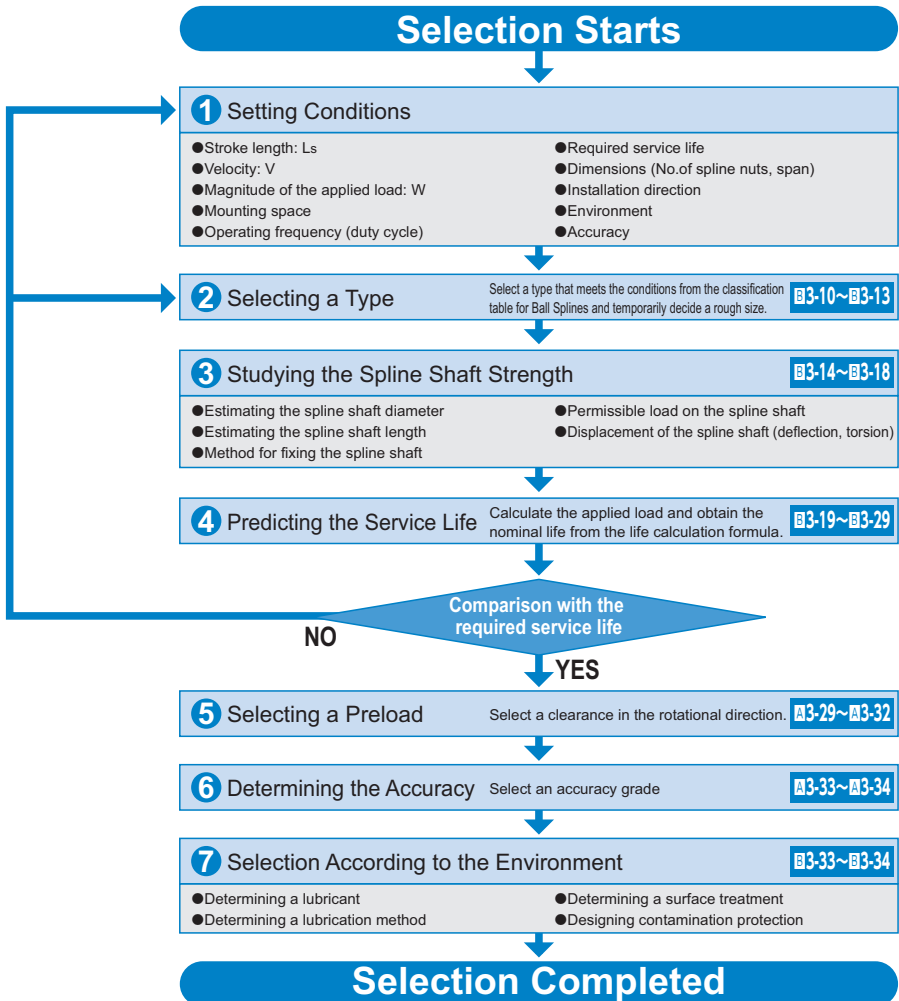 Selection Starts
1 Setting Conditions
●Stroke length: Ls
●Velocity: V
●Magnitude of the applied load: W
●Mounting space
●Operating frequency (duty cycle)
●Required service life
●Dimensions (No.of spline nuts, span)
●Installation direction
●Environment
●Accuracy
2 Selecting a Type
Select a type that meets the conditions from the classification
table for Ball Splines and temporarily decide a rough size.
B3-10~B3-13
3 Studying the Spline Shaft Strength
B3-14~B3-18
●Estimating the spline shaft diameter
●Estimating the spline shaft length
●Method for fixing the spline shaft
●Permissible load on the spline shaft
●Displacement of the spline shaft (deflection, torsion)
4 Predicting the Service Life
Calculate the applied load and obtain the
nominal life from the life calculation formula.
B3-19~B3-29
Comparison with the
required service life
NO
YES
5 Selecting a Preload
Select a clearance in the rotational direction.
A3-29~A3-32
6 Determining the Accuracy
Select an accuracy grade
A3-33~A3-34
7 Selection According to the Environment
B3-33~B3-34
●Determining a lubricant
●Determining a lubrication method
●Determining a surface treatment
●Designing contamination protection
Selection Completed